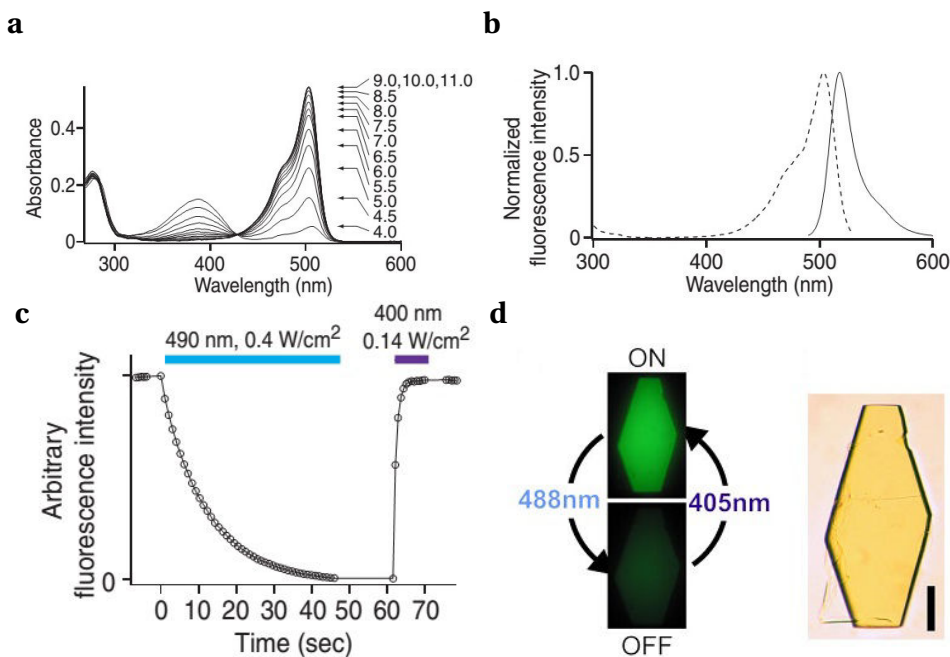 a
Absorbance
0.4
0.2
0
300
400
500
600
Wavelength (nm)
9.0,10.0,11.0
8.5
8.0
7.5
7.0
6.5
6.0
5.5
5.0
4.5
4.0
b
Normalized
fluorescence intensity
1.0
0.5
0
300
400
500
600
Wavelength (nm)
c
490 nm, 0.4 W/cm2
400 nm
0.14 W/cm2
Arbitrary
fluorescence intensity
0
0 10 20 30 40 50 60 70
Time (sec)
d
ON
488nm
405nm
OFF